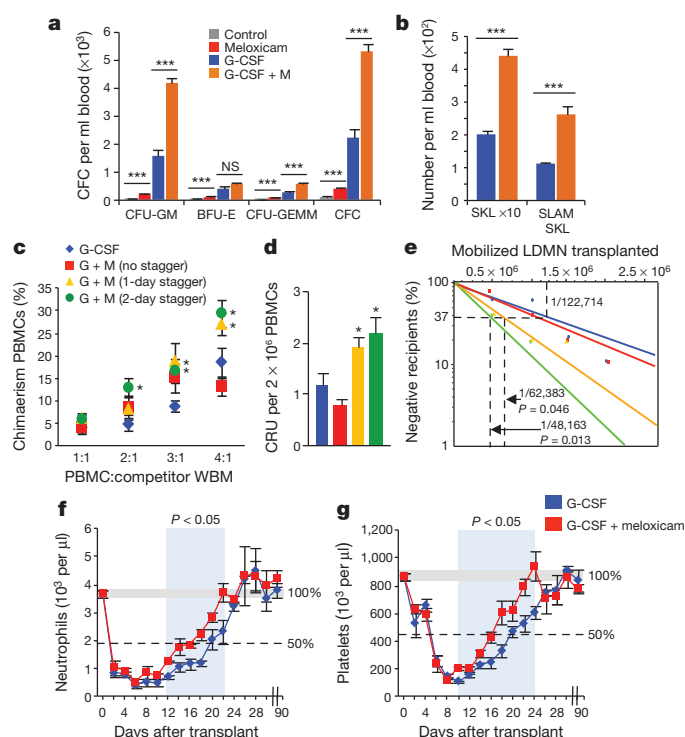 a
CFC per ml blood (×10³)
6
5
4
3
2
1
0
Control
Meloxicam
G-CSF
G-CSF + M
*** ***
*** NS
*** ***
*** ***
CFU-GM BFU-E CFU-GEMM CFC
b
Number per ml blood (×10²)
5
4
3
2
1
0
***
***
SKL ×10 SLAM
SKL
c
Chimaerism PBMCs (%)
35
30
25
20
15
10
5
0
G-CSF
G + M (no stagger)
G + M (1-day stagger)
G + M (2-day stagger)
*
*
*
*
*
1:1 2:1 3:1 4:1
PBMC:competitor WBM
d
CRU per 2 × 10⁶ PBMCs
3
2
1
0
* *
e
Mobilized LDMN transplanted
0.5 × 10⁶ 1.5 × 10⁶ 2.5 × 10⁶
Negative recipients (%)
100
37
10
1
1/122,714
1/62,383
P = 0.046
1/48,163
P = 0.013
f
P < 0.05
Neutrophils (10³ per µl)
6
5
4
3
2
1
0
100%
50%
0 4 8 12 16 20 24 28 90
Days after transplant
g
P < 0.05
G-CSF
G-CSF + meloxicam
Platelets (10³ per µl)
1,200
1,000
800
600
400
200
0
100%
50%
0 4 8 12 16 20 24 28 90
Days after transplant